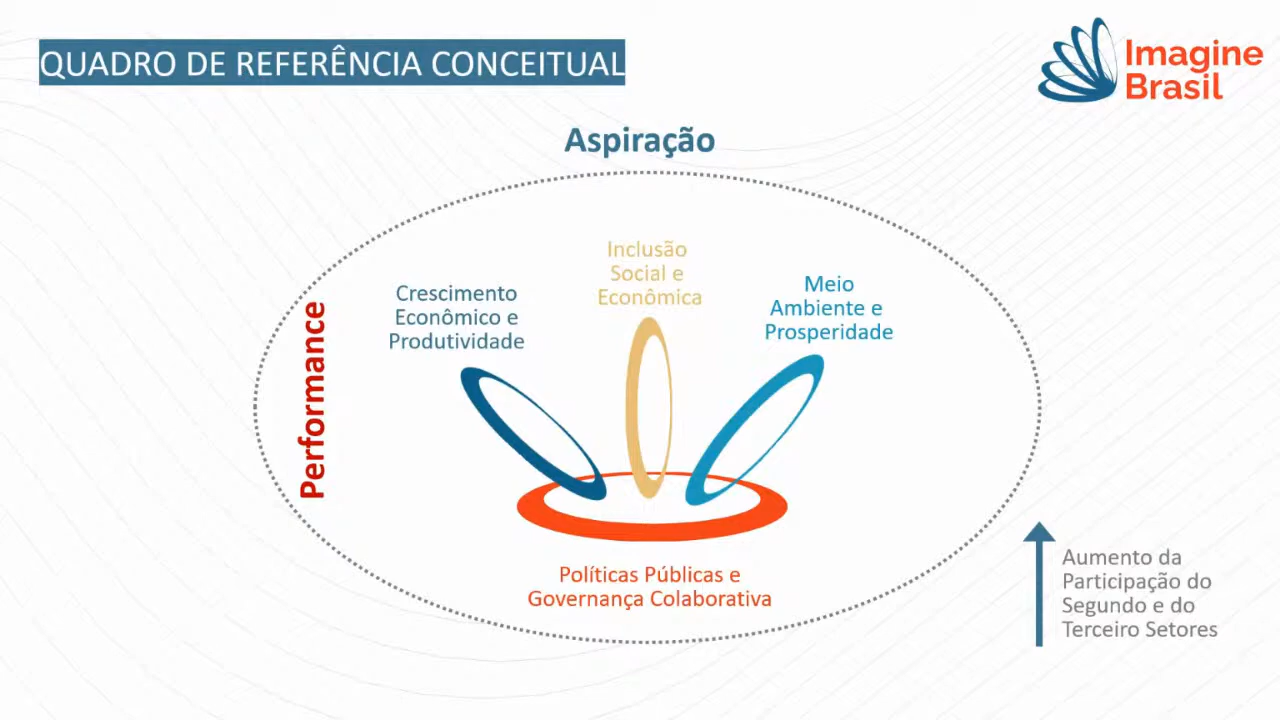 QUADRO DE REFERÊNCIA CONCEITUAL
Imagine
Brasil
Aspiração
Performance
Crescimento
Econômico e
Produtividade
Inclusão
Social e
Econômica
Meio
Ambiente e
Prosperidade
Políticas Públicas e
Governança Colaborativa
Aumento da
Participação do
Segundo e do
Terceiro Setores